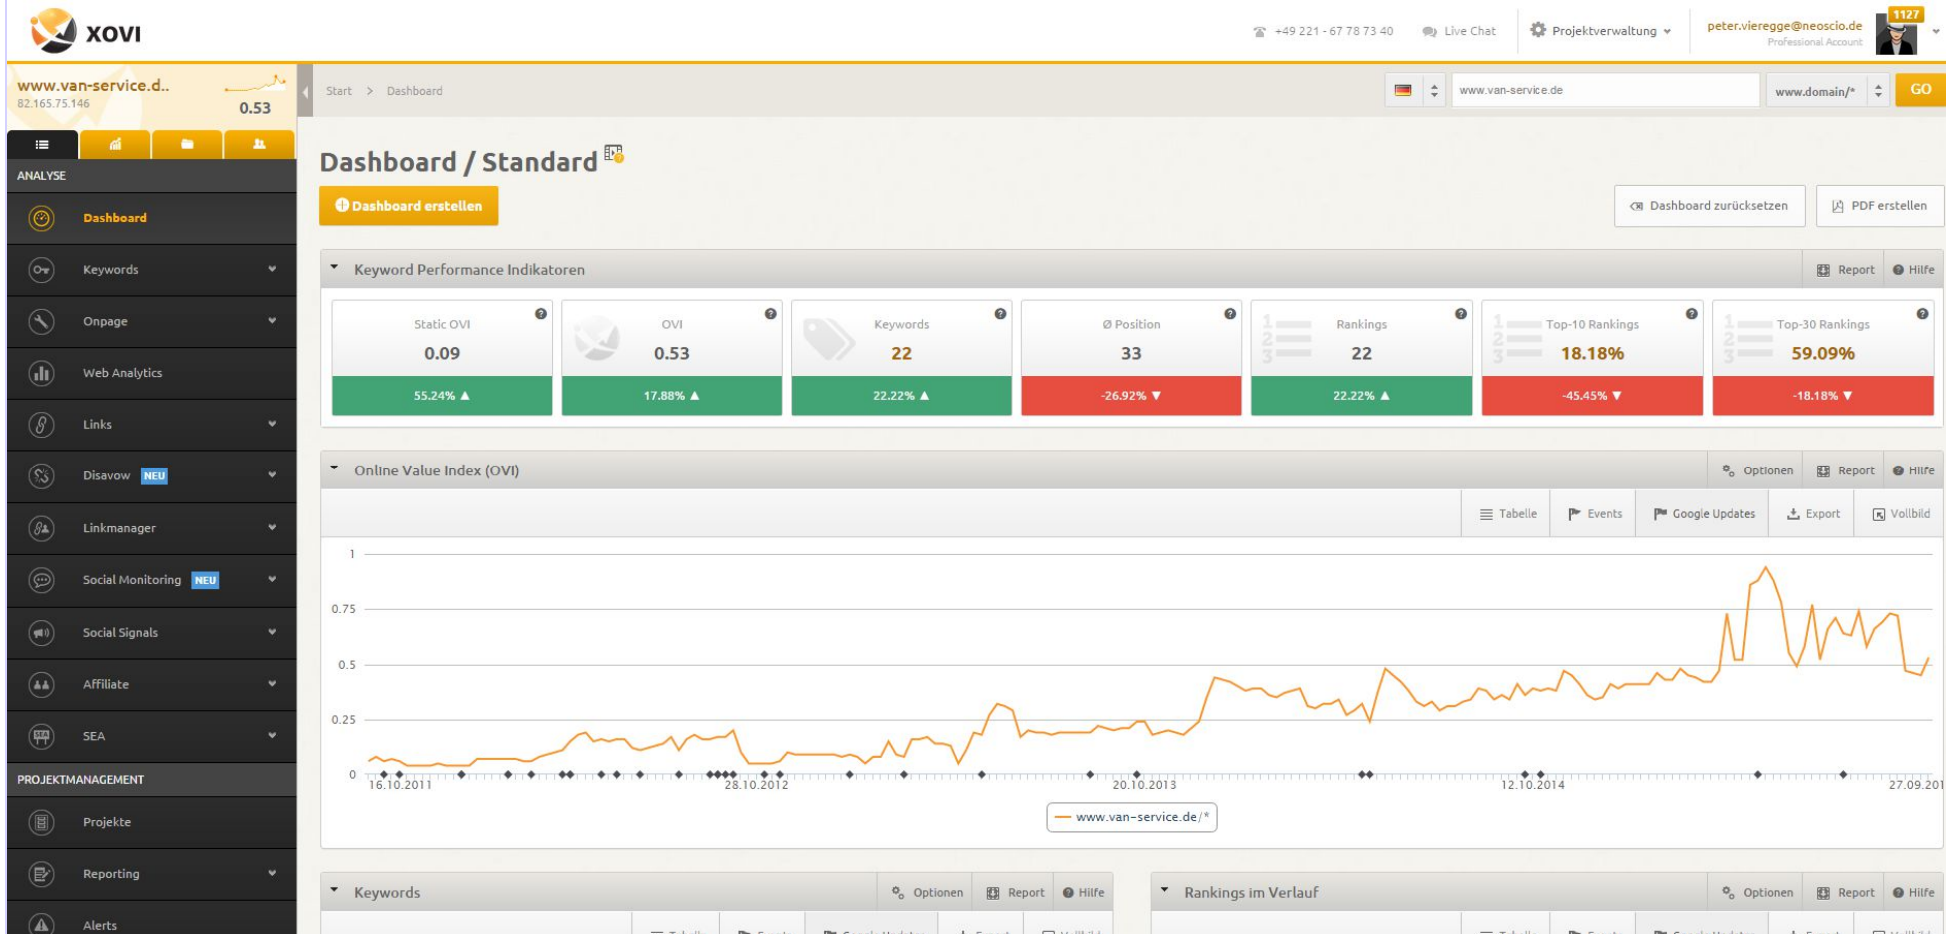 XOVI
+49 221 - 67 78 73 40
Live Chat
Projektverwaltung
peter.vieregge@neoscio.de
Professional Account
1127
www.van-service.d..
82.165.75.146
0.53
Start > Dashboard
www.van-service.de
www.domain/*
GO
ANALYSE
Dashboard
Keywords
Onpage
Web Analytics
Links
Disavow NEU
Linkmanager
Social Monitoring NEU
Social Signals
Affiliate
SEA
PROJEKTMANAGEMENT
Projekte
Reporting
Alerts
Dashboard / Standard
Dashboard erstellen
Dashboard zurücksetzen
PDF erstellen
Keyword Performance Indikatoren
Report
Hilfe
Static OVI
0.09
55.24% ▲
OVI
0.53
17.88% ▲
Keywords
22
22.22% ▲
Ø Position
33
-26.92% ▼
Rankings
22
22.22% ▲
Top-10 Rankings
18.18%
-45.45% ▼
Top-30 Rankings
59.09%
-18.18% ▼
Online Value Index (OVI)
Optionen
Report
Hilfe
Tabelle
Events
Google Updates
Export
Vollbild
1
0.75
0.5
0.25
0
16.10.2011
28.10.2012
20.10.2013
12.10.2014
27.09.201
www.van-service.de/*
Keywords
Optionen
Report
Hilfe
Rankings im Verlauf
Optionen
Report
Hilfe